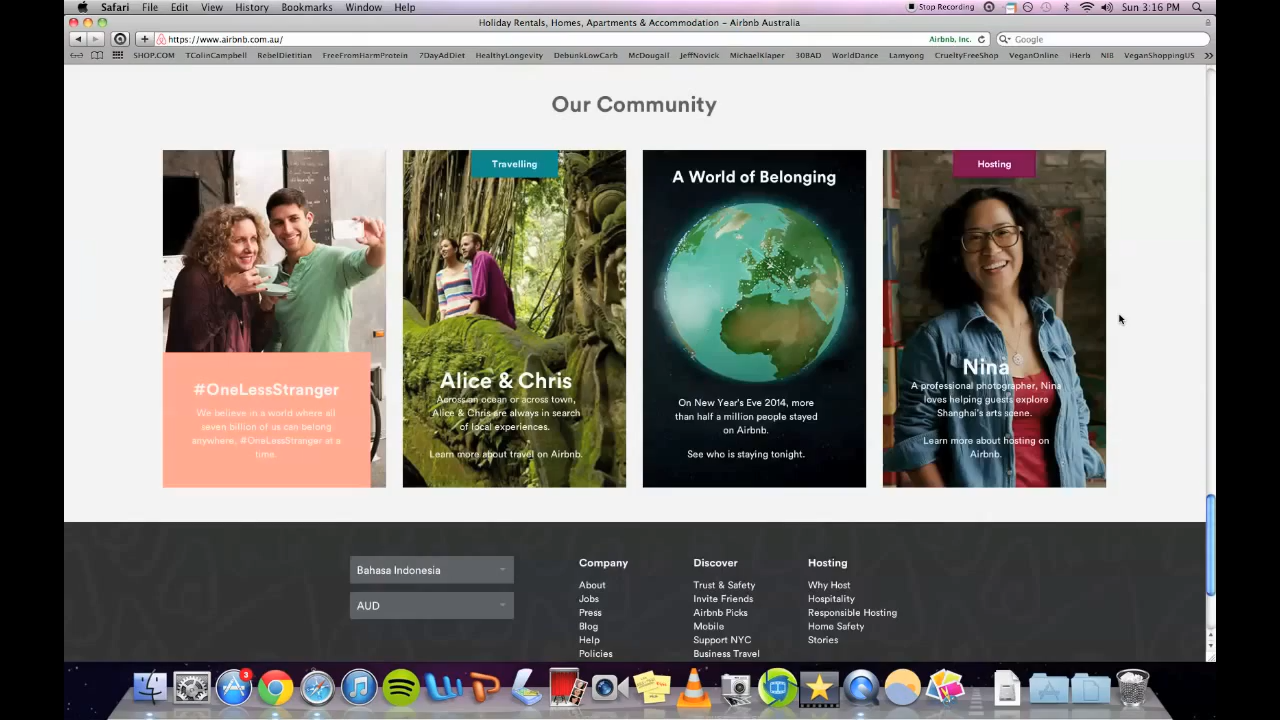 Safari File Edit View History Bookmarks Window Help Stop Recording Sun 3:16 PM
Holiday Rentals, Homes, Apartments & Accommodation – Airbnb Australia
https://www.airbnb.com.au/ Airbnb, Inc. Google
SHOP.COM TColinCampbell RebelDietitian FreeFromHarmProtein 7DayAdDiet HealthyLongevity DebunkLowCarb McDougall JeffNovick MichaelKlaper 30BAD WorldDance Lamyong CrueltyFreeShop VeganOnline iHerb NIB VeganShoppingUS
Our Community
#OneLessStranger
We believe in a world where all
seven billion of us can belong
anywhere, #OneLessStranger at a
time.
Travelling
Alice & Chris
Across an ocean or across town,
Alice & Chris are always in search
of local experiences.
Learn more about travel on Airbnb.
A World of Belonging
On New Year's Eve 2014, more
than half a million people stayed
on Airbnb.
See who is staying tonight.
Hosting
Nina
A professional photographer, Nina
loves helping guests explore
Shanghai's arts scene.
Learn more about hosting on
Airbnb.
Bahasa Indonesia
AUD
Company
About
Jobs
Press
Blog
Help
Policies
Discover
Trust & Safety
Invite Friends
Airbnb Picks
Mobile
Support NYC
Business Travel
Hosting
Why Host
Hospitality
Responsible Hosting
Home Safety
Stories
3